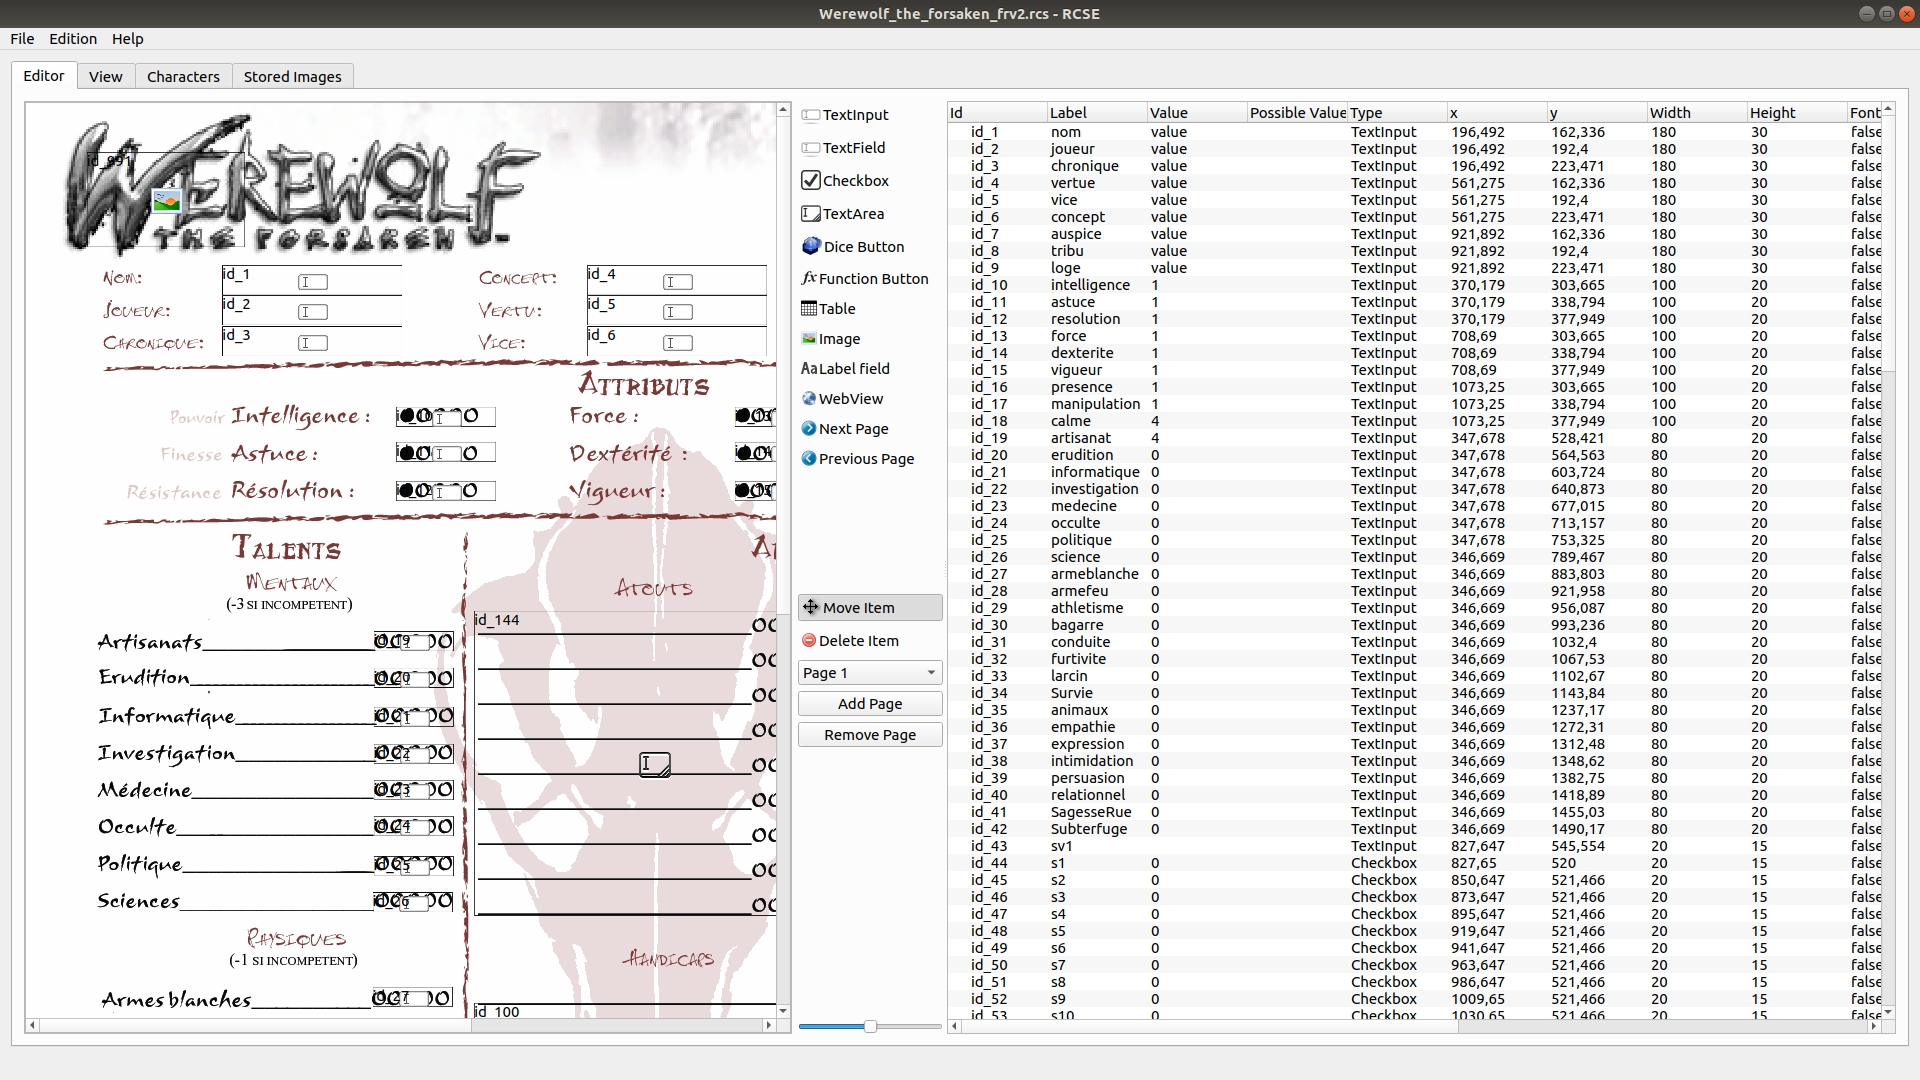 Werewolf_the_forsaken_frv2.rcs - RCSE
File Edition Help
Editor View Characters Stored Images
WEREWOLF
THE FORSAKEN
id_991
Nom: id_1 Concept: id_4
Joueur: id_2 Vertu: id_5
Chronique: id_3 Vice: id_6
Attributs
Pouvoir Intelligence : Force :
Finesse Astuce : Dextérité :
Résistance Résolution : Vigueur :
Talents
Mentaux
(-3 SI INCOMPETENT)
Atouts
id_144
Artisanats
Erudition
Informatique
Investigation
Médecine
Occulte
Politique
Sciences
Physiques
(-1 SI INCOMPETENT)
Handicaps
Armes blanches
id_100
TextInput
TextField
Checkbox
TextArea
Dice Button
fx Function Button
Table
Image
Aa Label field
WebView
Next Page
Previous Page
Move Item
Delete Item
Page 1
Add Page
Remove Page
Id Label Value Possible Value Type x y Width Height Font
id_1 nom value TextInput 196,492 162,336 180 30 false
id_2 joueur value TextInput 196,492 192,4 180 30 false
id_3 chronique value TextInput 196,492 223,471 180 30 false
id_4 vertue value TextInput 561,275 162,336 180 30 false
id_5 vice value TextInput 561,275 192,4 180 30 false
id_6 concept value TextInput 561,275 223,471 180 30 false
id_7 auspice value TextInput 921,892 162,336 180 30 false
id_8 tribu value TextInput 921,892 192,4 180 30 false
id_9 loge value TextInput 921,892 223,471 180 30 false
id_10 intelligence 1 TextInput 370,179 303,665 100 20 false
id_11 astuce 1 TextInput 370,179 338,794 100 20 false
id_12 resolution 1 TextInput 370,179 377,949 100 20 false
id_13 force 1 TextInput 708,69 303,665 100 20 false
id_14 dexterite 1 TextInput 708,69 338,794 100 20 false
id_15 vigueur 1 TextInput 708,69 377,949 100 20 false
id_16 presence 1 TextInput 1073,25 303,665 100 20 false
id_17 manipulation 1 TextInput 1073,25 338,794 100 20 false
id_18 calme 4 TextInput 1073,25 377,949 100 20 false
id_19 artisanat 4 TextInput 347,678 528,421 80 20 false
id_20 erudition 0 TextInput 347,678 564,563 80 20 false
id_21 informatique 0 TextInput 347,678 603,724 80 20 false
id_22 investigation 0 TextInput 347,678 640,873 80 20 false
id_23 medecine 0 TextInput 347,678 677,015 80 20 false
id_24 occulte 0 TextInput 347,678 713,157 80 20 false
id_25 politique 0 TextInput 347,678 753,325 80 20 false
id_26 science 0 TextInput 346,669 789,467 80 20 false
id_27 armeblanche 0 TextInput 346,669 883,803 80 20 false
id_28 armefeu 0 TextInput 346,669 921,958 80 20 false
id_29 athletisme 0 TextInput 346,669 956,087 80 20 false
id_30 bagarre 0 TextInput 346,669 993,236 80 20 false
id_31 conduite 0 TextInput 346,669 1032,4 80 20 false
id_32 furtivite 0 TextInput 346,669 1067,53 80 20 false
id_33 larcin 0 TextInput 346,669 1102,67 80 20 false
id_34 Survie 0 TextInput 346,669 1143,84 80 20 false
id_35 animaux 0 TextInput 346,669 1237,17 80 20 false
id_36 empathie 0 TextInput 346,669 1272,31 80 20 false
id_37 expression 0 TextInput 346,669 1312,48 80 20 false
id_38 intimidation 0 TextInput 346,669 1348,62 80 20 false
id_39 persuasion 0 TextInput 346,669 1382,75 80 20 false
id_40 relationnel 0 TextInput 346,669 1418,89 80 20 false
id_41 SagesseRue 0 TextInput 346,669 1455,03 80 20 false
id_42 Subterfuge 0 TextInput 346,669 1490,17 80 20 false
id_43 sv1 TextInput 827,647 545,554 20 15 false
id_44 s1 0 Checkbox 827,65 520 20 15 false
id_45 s2 0 Checkbox 850,647 521,466 20 15 false
id_46 s3 0 Checkbox 873,647 521,466 20 15 false
id_47 s4 0 Checkbox 895,647 521,466 20 15 false
id_48 s5 0 Checkbox 919,647 521,466 20 15 false
id_49 s6 0 Checkbox 941,647 521,466 20 15 false
id_50 s7 0 Checkbox 963,647 521,466 20 15 false
id_51 s8 0 Checkbox 986,647 521,466 20 15 false
id_52 s9 0 Checkbox 1009,65 521,466 20 15 false
id_53 s10 0 Checkbox 1030,65 521,466 20 15 false